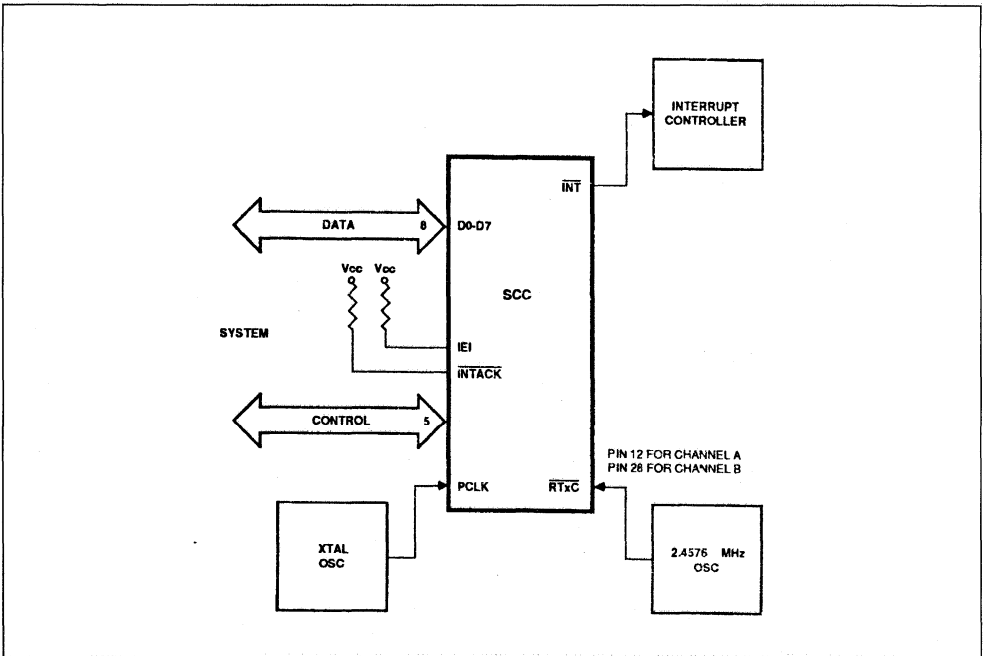 INTERRUPT
CONTROLLER
INT
DATA 8
D0-D7
Vcc Vcc
SCC
SYSTEM
IEI
INTACK
CONTROL 5
PIN 12 FOR CHANNEL A
PIN 28 FOR CHANNEL B
PCLK
RTxC
XTAL
OSC
2.4576 MHz
OSC